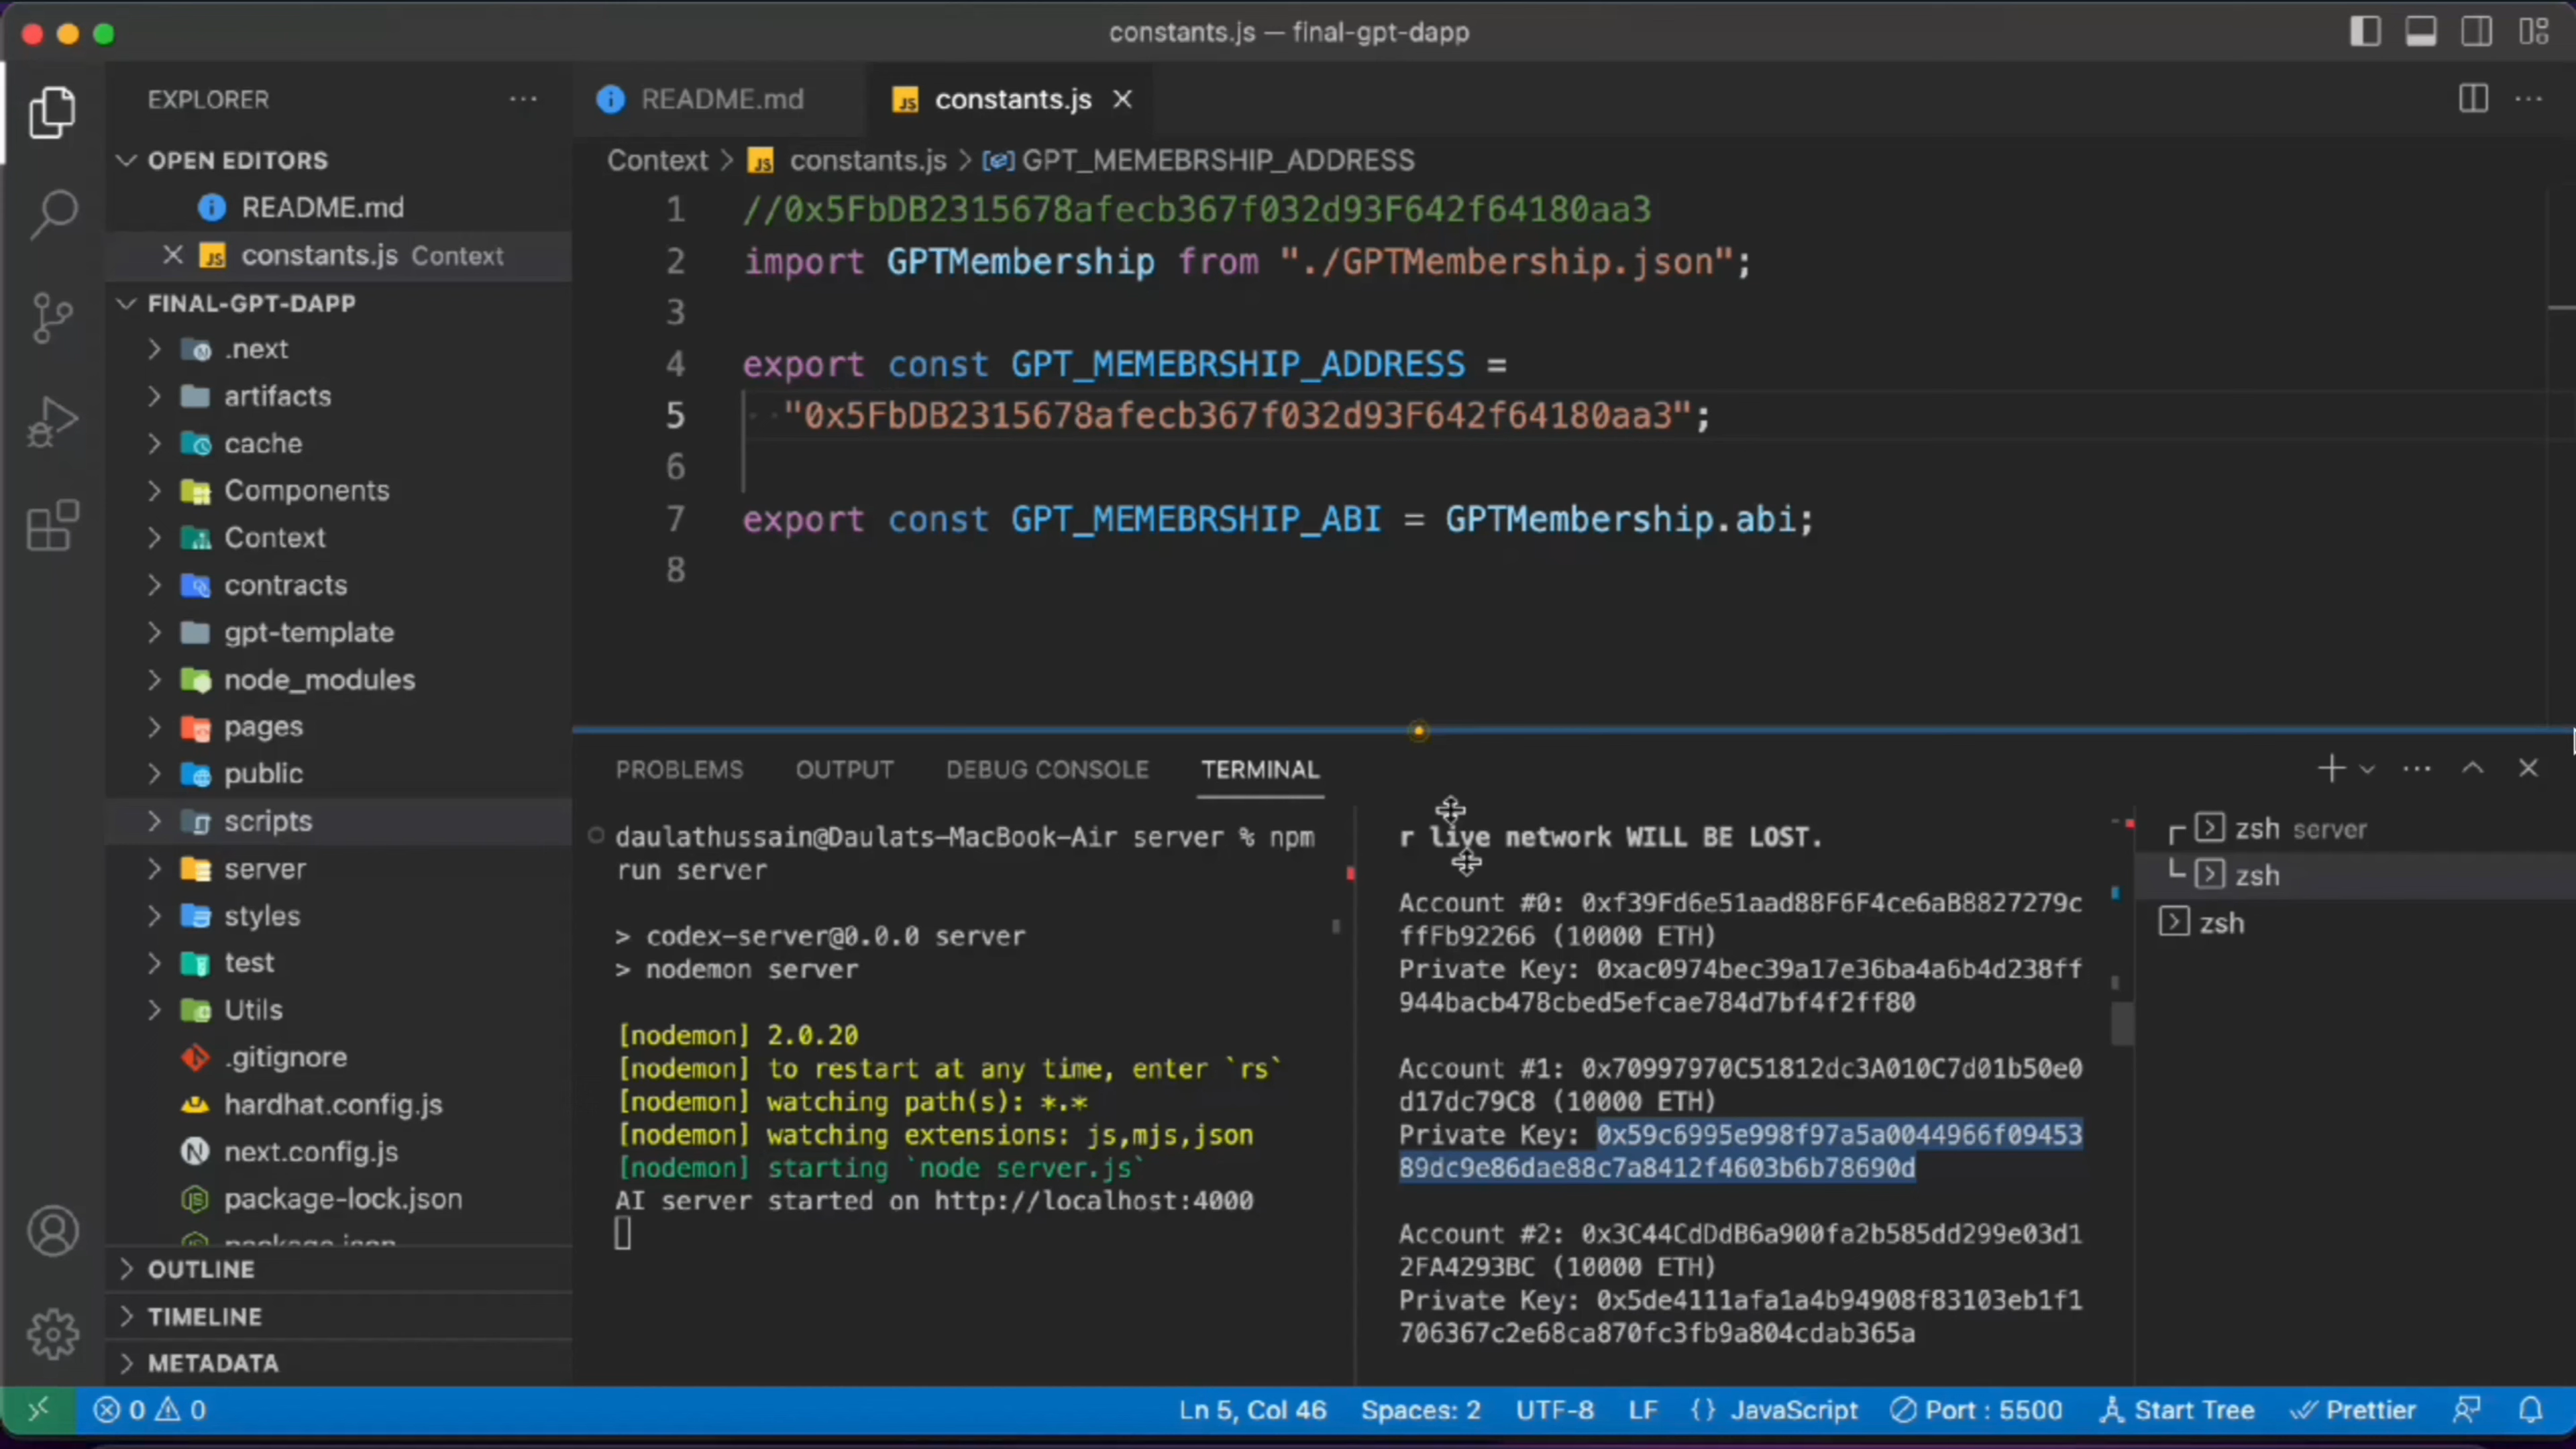 constants.js — final-gpt-dapp
EXPLORER
OPEN EDITORS
README.md
constants.js Context
FINAL-GPT-DAPP
.next
artifacts
cache
Components
Context
contracts
gpt-template
node_modules
pages
public
scripts
server
styles
test
Utils
.gitignore
hardhat.config.js
next.config.js
package-lock.json
package.json
OUTLINE
TIMELINE
METADATA
README.md
constants.js
Context > constants.js > GPT_MEMEBRSHIP_ADDRESS
1 //0x5FbDB2315678afecb367f032d93F642f64180aa3
2 import GPTMembership from "./GPTMembership.json";
3
4 export const GPT_MEMEBRSHIP_ADDRESS =
5 "0x5FbDB2315678afecb367f032d93F642f64180aa3";
6
7 export const GPT_MEMEBRSHIP_ABI = GPTMembership.abi;
8
PROBLEMS OUTPUT DEBUG CONSOLE TERMINAL
daulathussain@Daulats-MacBook-Air server % npm
run server
> codex-server@0.0.0 server
> nodemon server
[nodemon] 2.0.20
[nodemon] to restart at any time, enter `rs`
[nodemon] watching path(s): *.*
[nodemon] watching extensions: js,mjs,json
[nodemon] starting `node server.js`
AI server started on http://localhost:4000
r live network WILL BE LOST.
Account #0: 0xf39Fd6e51aad88F6F4ce6aB8827279c
ffFb92266 (10000 ETH)
Private Key: 0xac0974bec39a17e36ba4a6b4d238ff
944bacb478cbed5efcae784d7bf4f2ff80
Account #1: 0x70997970C51812dc3A010C7d01b50e0
d17dc79C8 (10000 ETH)
Private Key: 0x59c6995e998f97a5a0044966f09453
89dc9e86dae88c7a8412f4603b6b78690d
Account #2: 0x3C44CdDdB6a900fa2b585dd299e03d1
2FA4293BC (10000 ETH)
Private Key: 0x5de4111afa1a4b94908f83103eb1f1
706367c2e68ca870fc3fb9a804cdab365a
zsh server
zsh
zsh
0 0
Ln 5, Col 46 Spaces: 2 UTF-8 LF {} JavaScript Port : 5500 Start Tree Prettier